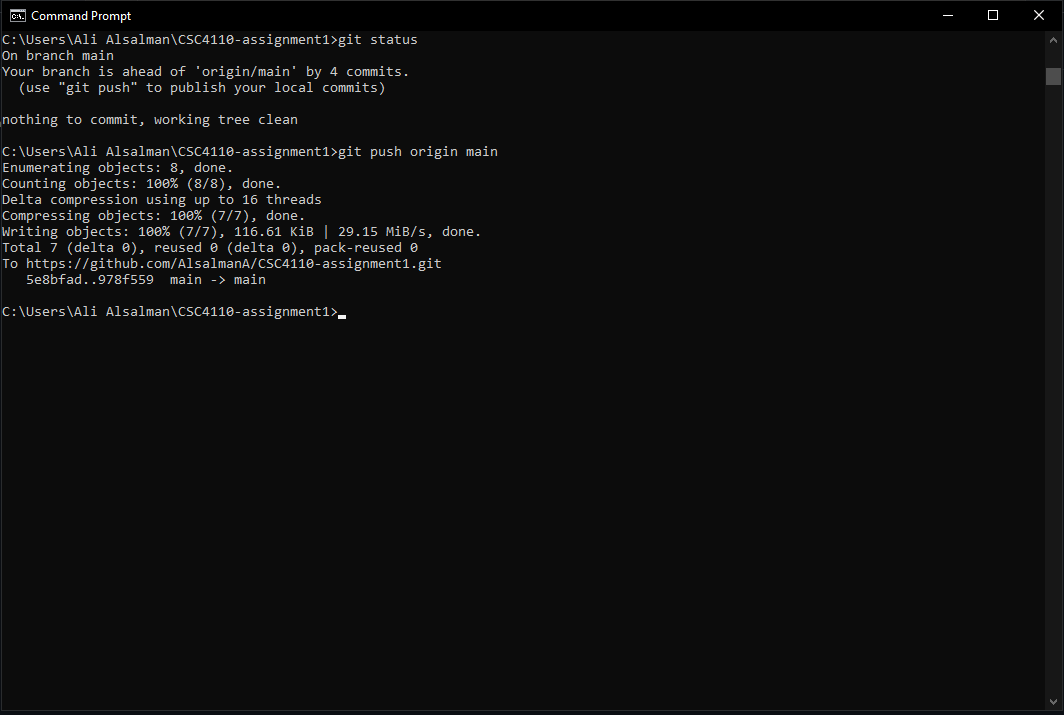 Command Prompt
C:\Users\Ali Alsalman\CSC4110-assignment1>git status
On branch main
Your branch is ahead of 'origin/main' by 4 commits.
  (use "git push" to publish your local commits)
nothing to commit, working tree clean
C:\Users\Ali Alsalman\CSC4110-assignment1>git push origin main
Enumerating objects: 8, done.
Counting objects: 100% (8/8), done.
Delta compression using up to 16 threads
Compressing objects: 100% (7/7), done.
Writing objects: 100% (7/7), 116.61 KiB | 29.15 MiB/s, done.
Total 7 (delta 0), reused 0 (delta 0), pack-reused 0
To https://github.com/AlsalmanA/CSC4110-assignment1.git
   5e8bfad..978f559  main -> main
C:\Users\Ali Alsalman\CSC4110-assignment1>